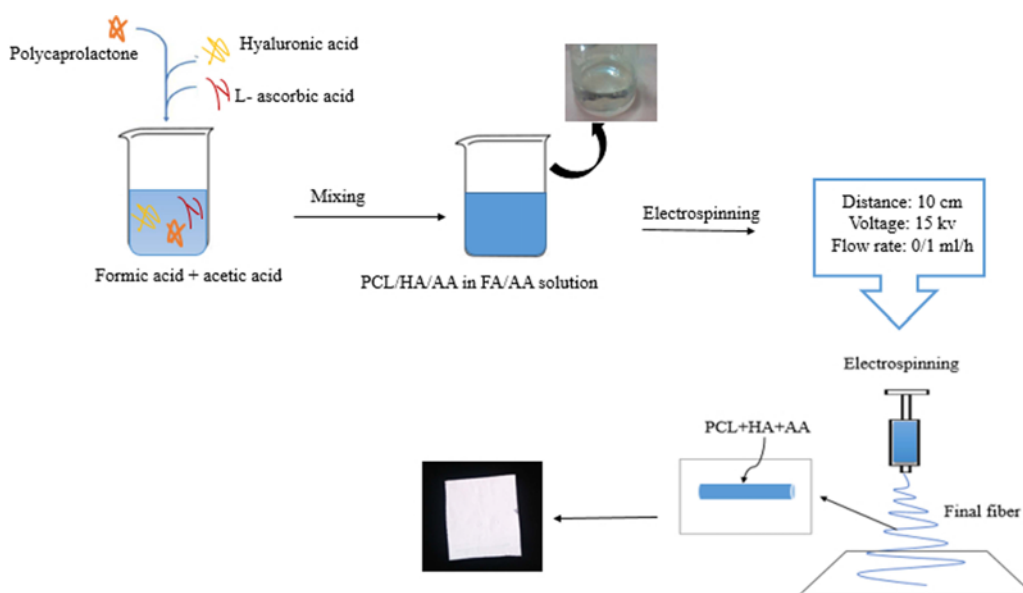 Polycaprolactone
Hyaluronic acid
L- ascorbic acid
Formic acid + acetic acid
Mixing
PCL/HA/AA in FA/AA solution
Electrospinning
Distance: 10 cm
Voltage: 15 kv
Flow rate: 0/1 ml/h
Electrospinning
Final fiber
PCL+HA+AA